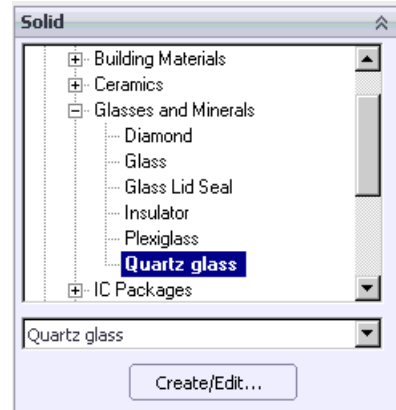 Solid
Building Materials
Ceramics
Glasses and Minerals
Diamond
Glass
Glass Lid Seal
Insulator
Plexiglass
Quartz glass
IC Packages
Quartz glass
Create/Edit...